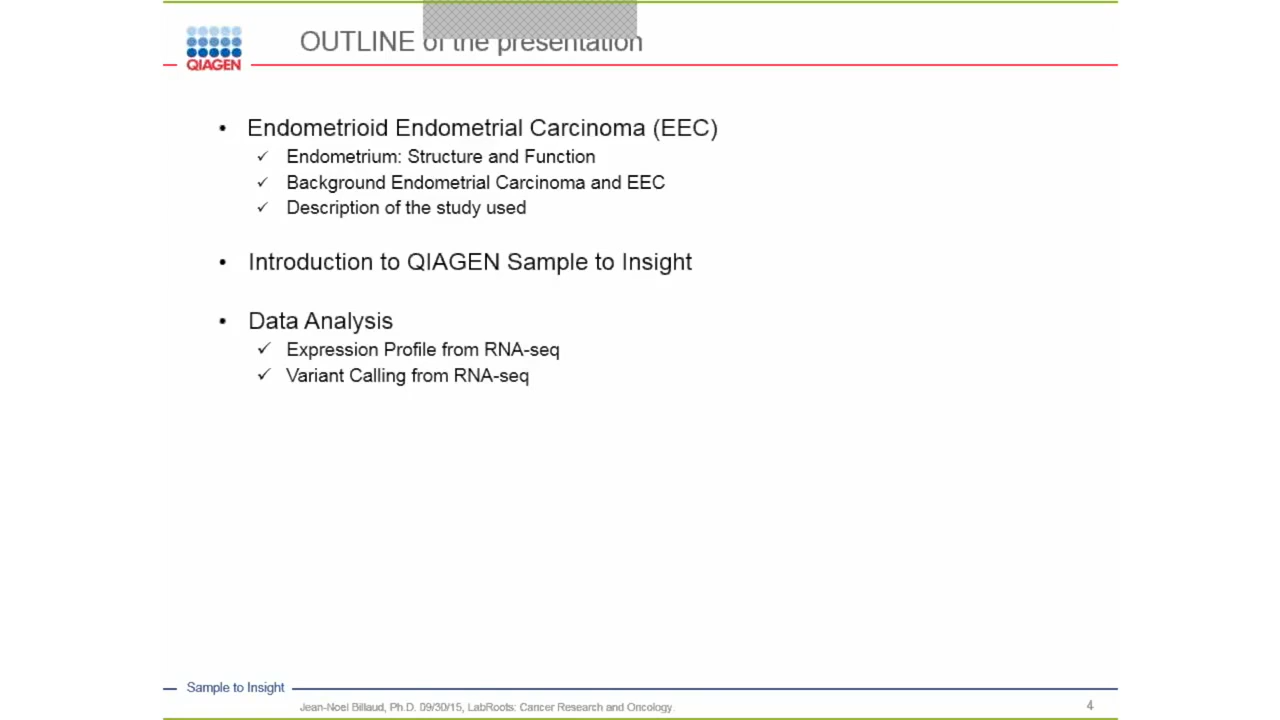 OUTLINE of the presentation
QIAGEN
• Endometrioid Endometrial Carcinoma (EEC)
✓ Endometrium: Structure and Function
✓ Background Endometrial Carcinoma and EEC
✓ Description of the study used
• Introduction to QIAGEN Sample to Insight
• Data Analysis
✓ Expression Profile from RNA-seq
✓ Variant Calling from RNA-seq
Sample to Insight
Jean-Noel Billaud, Ph.D. 09/30/15, LabRoots: Cancer Research and Oncology.
4